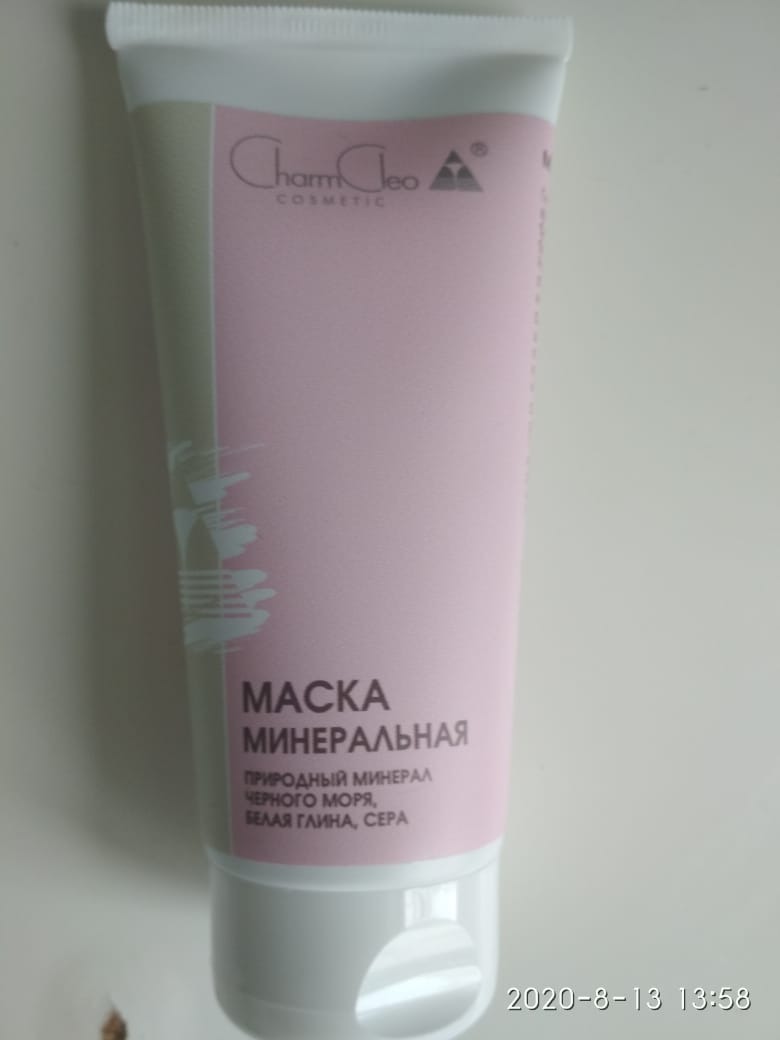 CharmCleo ®
COSMETIC
МАСКА
МИНЕРАЛЬНАЯ
ПРИРОДНЫЙ МИНЕРАЛ
ЧЕРНОГО МОРЯ,
БЕЛАЯ ГЛИНА, СЕРА
2020-8-13 13:58